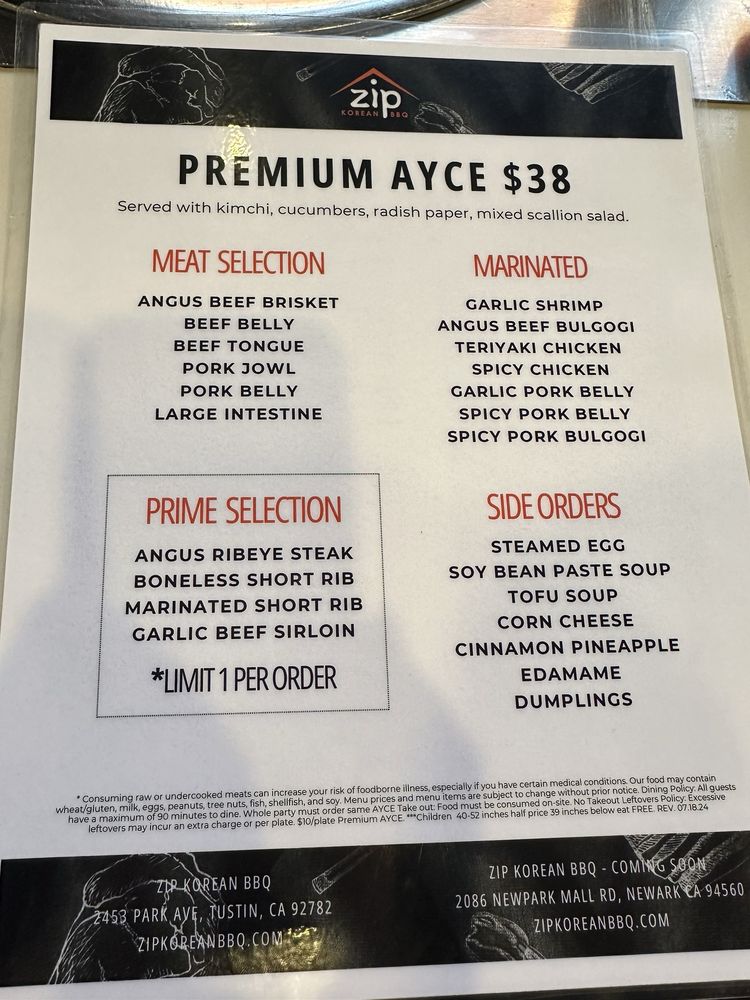 zip
KOREAN BBQ
PREMIUM AYCE $38
Served with kimchi, cucumbers, radish paper, mixed scallion salad.
MEAT SELECTION
ANGUS BEEF BRISKET
BEEF BELLY
BEEF TONGUE
PORK JOWL
PORK BELLY
LARGE INTESTINE
MARINATED
GARLIC SHRIMP
ANGUS BEEF BULGOGI
TERIYAKI CHICKEN
SPICY CHICKEN
GARLIC PORK BELLY
SPICY PORK BELLY
SPICY PORK BULGOGI
PRIME SELECTION
ANGUS RIBEYE STEAK
BONELESS SHORT RIB
MARINATED SHORT RIB
GARLIC BEEF SIRLOIN
*LIMIT 1 PER ORDER
SIDE ORDERS
STEAMED EGG
SOY BEAN PASTE SOUP
TOFU SOUP
CORN CHEESE
CINNAMON PINEAPPLE
EDAMAME
DUMPLINGS
* Consuming raw or undercooked meats can increase your risk of foodborne illness, especially if you have certain medical conditions. Our food may contain
wheat/gluten, milk, eggs, peanuts, tree nuts, fish, shellfish, and soy. Menu prices and menu items are subject to change without prior notice. Dining Policy: All guests
have a maximum of 90 minutes to dine. Whole party must order same AYCE Take out: Food must be consumed on-site. No Takeout Leftovers Policy: Excessive
leftovers may incur an extra charge or per plate. $10/plate Premium AYCE. ***Children 40-52 inches half price 39 inches below eat FREE. REV. 07.18.24
ZIP KOREAN BBQ
2453 PARK AVE, TUSTIN, CA 92782
ZIPKOREANBBQ.COM
ZIP KOREAN BBQ - COMING SOON
2086 NEWPARK MALL RD, NEWARK CA 94560
ZIPKOREANBBQ.COM